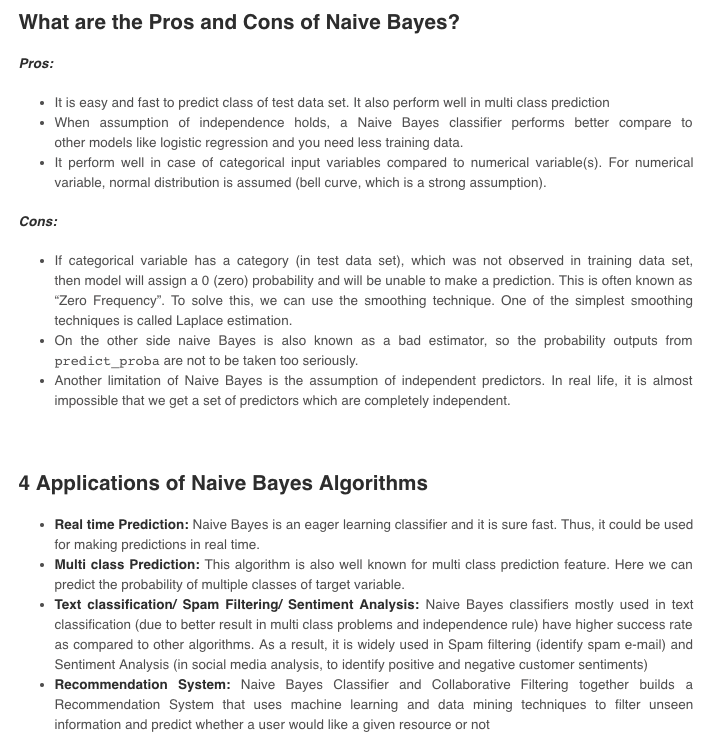 What are the Pros and Cons of Naive Bayes?
Pros:
• It is easy and fast to predict class of test data set. It also perform well in multi class prediction
• When assumption of independence holds, a Naive Bayes classifier performs better compare to
other models like logistic regression and you need less training data.
• It perform well in case of categorical input variables compared to numerical variable(s). For numerical
variable, normal distribution is assumed (bell curve, which is a strong assumption).
Cons:
• If categorical variable has a category (in test data set), which was not observed in training data set,
then model will assign a 0 (zero) probability and will be unable to make a prediction. This is often known as
“Zero Frequency”. To solve this, we can use the smoothing technique. One of the simplest smoothing
techniques is called Laplace estimation.
• On the other side naive Bayes is also known as a bad estimator, so the probability outputs from
predict_proba are not to be taken too seriously.
• Another limitation of Naive Bayes is the assumption of independent predictors. In real life, it is almost
impossible that we get a set of predictors which are completely independent.
4 Applications of Naive Bayes Algorithms
• Real time Prediction: Naive Bayes is an eager learning classifier and it is sure fast. Thus, it could be used
for making predictions in real time.
• Multi class Prediction: This algorithm is also well known for multi class prediction feature. Here we can
predict the probability of multiple classes of target variable.
• Text classification/ Spam Filtering/ Sentiment Analysis: Naive Bayes classifiers mostly used in text
classification (due to better result in multi class problems and independence rule) have higher success rate
as compared to other algorithms. As a result, it is widely used in Spam filtering (identify spam e-mail) and
Sentiment Analysis (in social media analysis, to identify positive and negative customer sentiments)
• Recommendation System: Naive Bayes Classifier and Collaborative Filtering together builds a
Recommendation System that uses machine learning and data mining techniques to filter unseen
information and predict whether a user would like a given resource or not